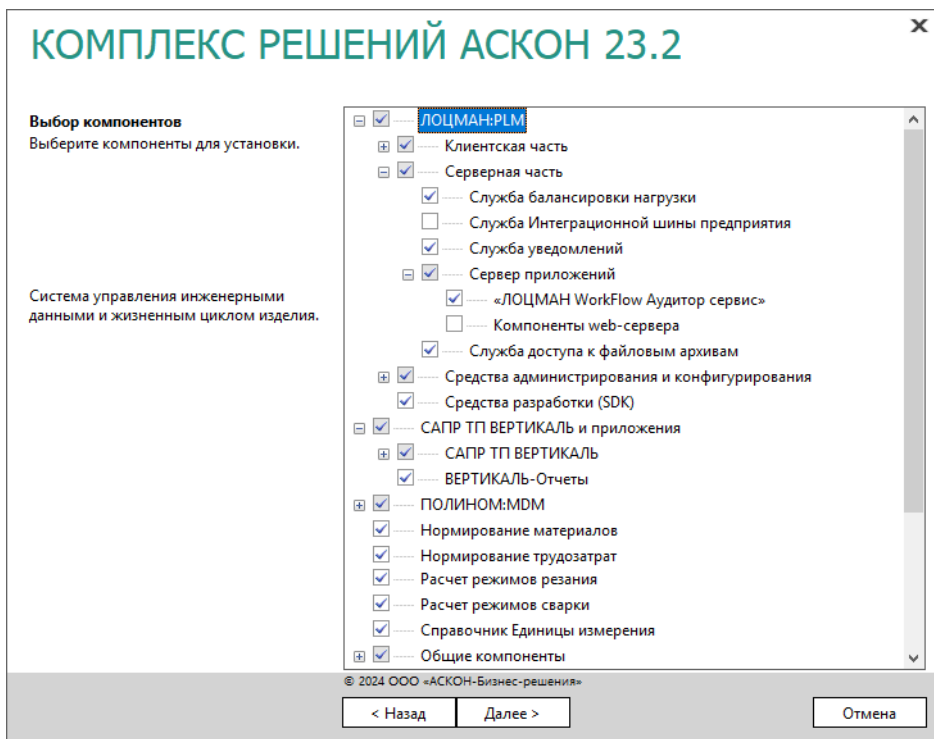 КОМПЛЕКС РЕШЕНИЙ АСКОН 23.2
Выбор компонентов
Выберите компоненты для установки.
Система управления инженерными
данными и жизненным циклом изделия.
ЛОЦМАН:PLM
Клиентская часть
Серверная часть
Служба балансировки нагрузки
Служба Интеграционной шины предприятия
Служба уведомлений
Сервер приложений
«ЛОЦМАН WorkFlow Аудитор сервис»
Компоненты web-сервера
Служба доступа к файловым архивам
Средства администрирования и конфигурирования
Средства разработки (SDK)
САПР ТП ВЕРТИКАЛЬ и приложения
САПР ТП ВЕРТИКАЛЬ
ВЕРТИКАЛЬ-Отчеты
ПОЛИНОМ:MDM
Нормирование материалов
Нормирование трудозатрат
Расчет режимов резания
Расчет режимов сварки
Справочник Единицы измерения
Общие компоненты
© 2024 ООО «АСКОН-Бизнес-решения»
< Назад
Далее >
Отмена